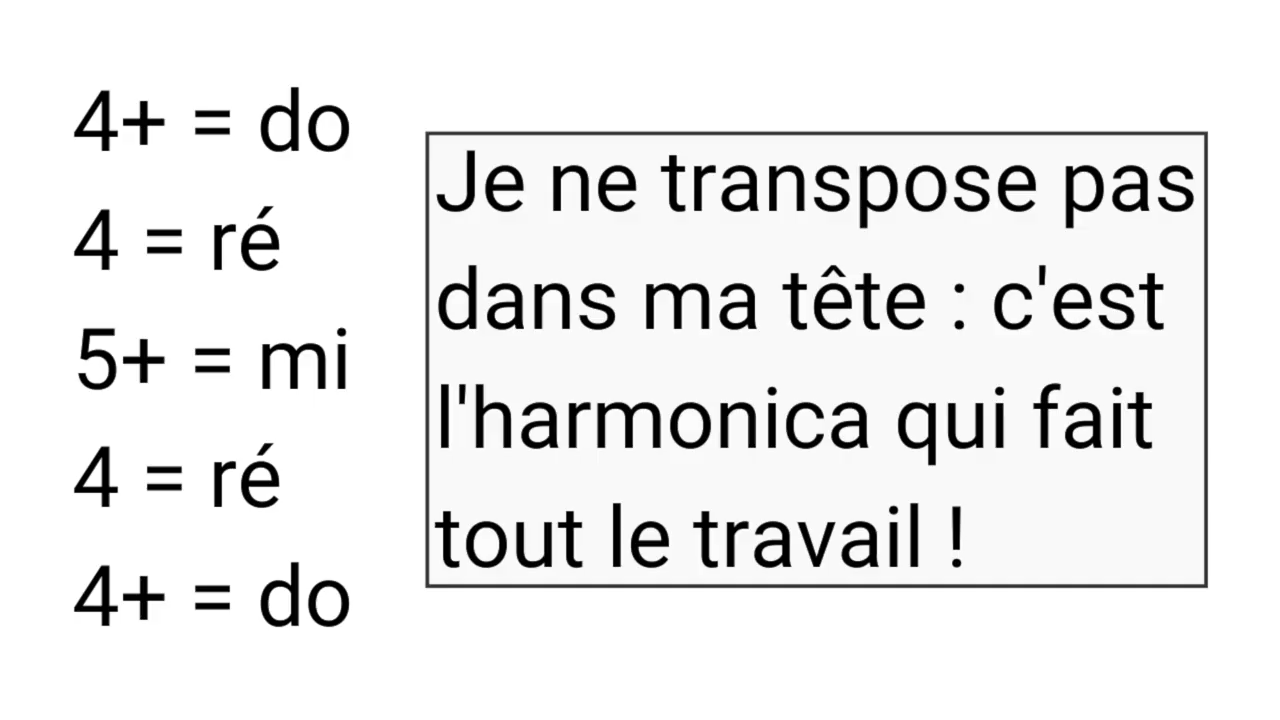 4+ = do
4 = ré
5+ = mi
4 = ré
4+ = do
Je ne transpose pas
dans ma tête : c'est
l'harmonica qui fait
tout le travail !